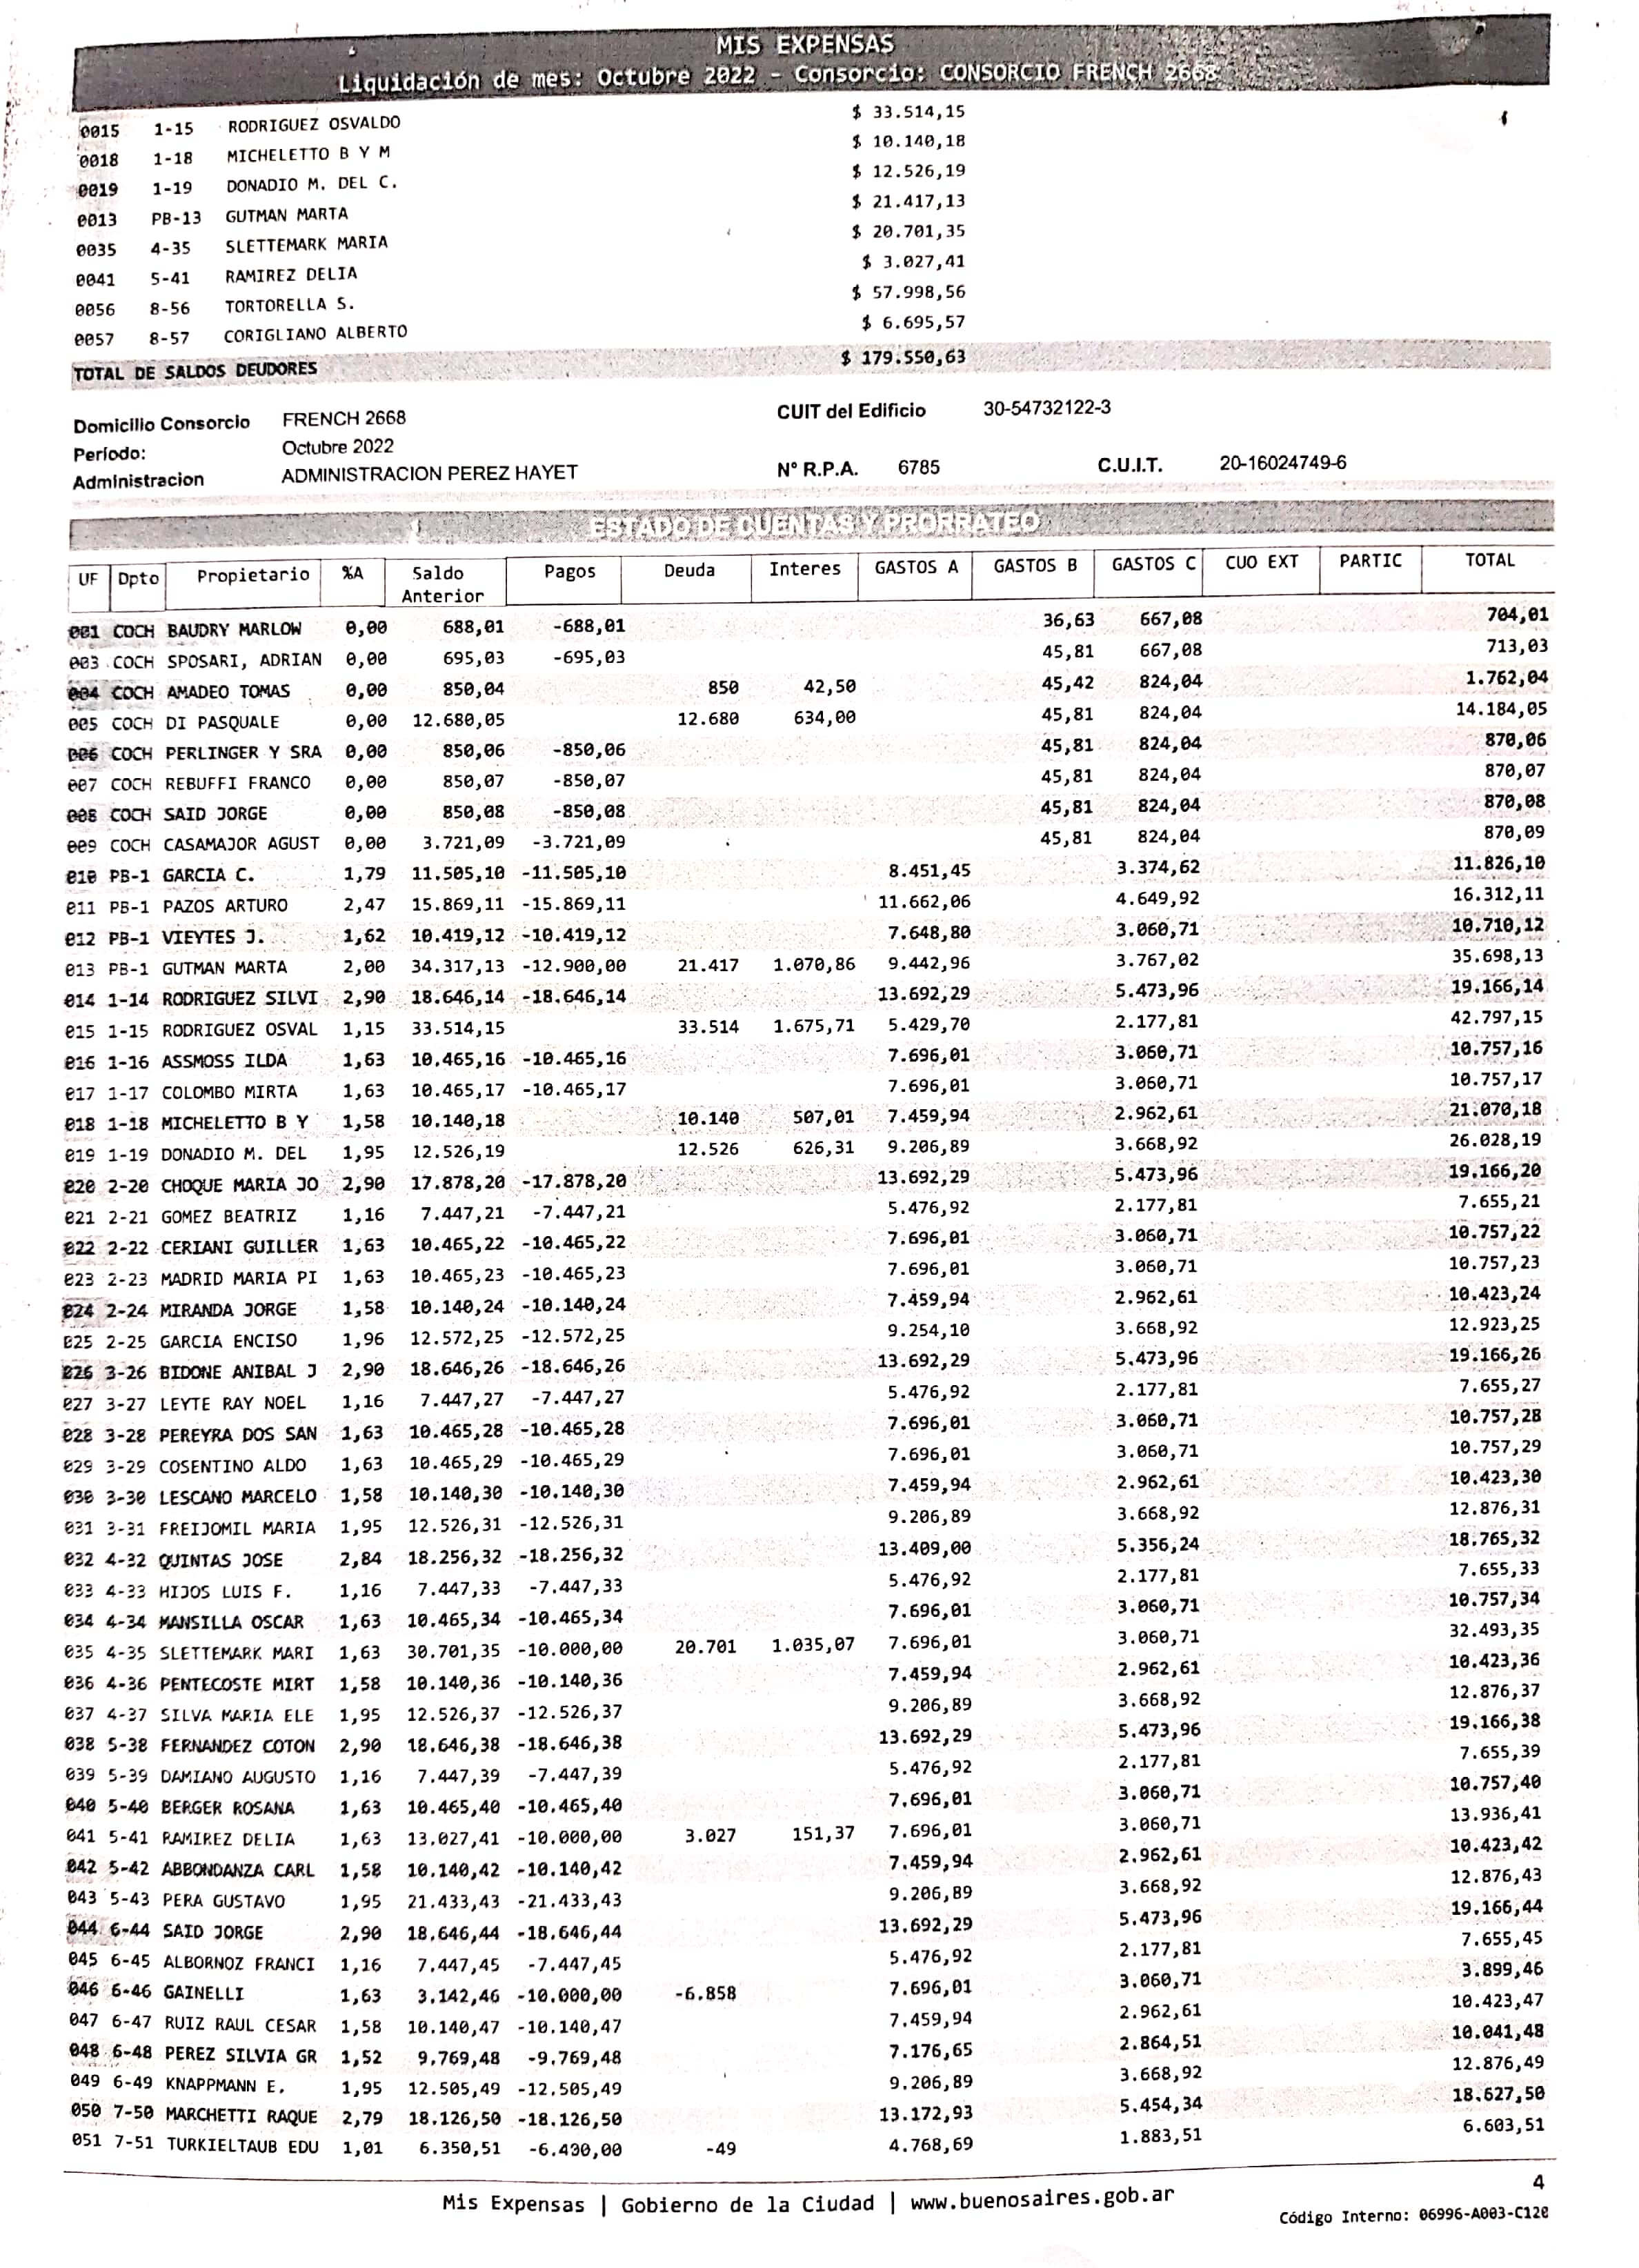 MIS EXPENSAS
Liquidación de mes: Octubre 2022 - Consorcio: CONSORCIO FRENCH 2668
0015 1-15 RODRIGUEZ OSVALDO $ 33.514,15
0018 1-18 MICHELETTO B Y M $ 10.140,18
0019 1-19 DONADIO M. DEL C. $ 12.526,19
0013 PB-13 GUTMAN MARTA $ 21.417,13
0035 4-35 SLETTEMARK MARIA $ 20.701,35
0041 5-41 RAMIREZ DELIA $ 3.027,41
0056 8-56 TORTORELLA S. $ 57.998,56
0057 8-57 CORIGLIANO ALBERTO $ 6.695,57
TOTAL DE SALDOS DEUDORES $ 179.550,63
Domicilio Consorcio FRENCH 2668 CUIT del Edificio 30-54732122-3
Período: Octubre 2022
Administracion ADMINISTRACION PEREZ HAYET N° R.P.A. 6785 C.U.I.T. 20-16024749-6
ESTADO DE CUENTAS Y PRORRATEO
UF Dpto Propietario %A Saldo Anterior Pagos Deuda Interes GASTOS A GASTOS B GASTOS C CUO EXT PARTIC TOTAL
001 COCH BAUDRY MARLOW 0,00 688,01 -688,01 36,63 667,08 704,01
003 COCH SPOSARI, ADRIAN 0,00 695,03 -695,03 45,81 667,08 713,03
004 COCH AMADEO TOMAS 0,00 850,04 850 42,50 45,42 824,04 1.762,04
005 COCH DI PASQUALE 0,00 12.680,05 12.680 634,00 45,81 824,04 14.184,05
006 COCH PERLINGER Y SRA 0,00 850,06 -850,06 45,81 824,04 870,06
007 COCH REBUFFI FRANCO 0,00 850,07 -850,07 45,81 824,04 870,07
008 COCH SAID JORGE 0,00 850,08 -850,08 45,81 824,04 870,08
009 COCH CASAMAJOR AGUST 0,00 3.721,09 -3.721,09 45,81 824,04 870,09
010 PB-1 GARCIA C. 1,79 11.505,10 -11.505,10 8.451,45 3.374,62 11.826,10
011 PB-1 PAZOS ARTURO 2,47 15.869,11 -15.869,11 11.662,06 4.649,92 16.312,11
012 PB-1 VIEYTES J. 1,62 10.419,12 -10.419,12 7.648,80 3.060,71 10.710,12
013 PB-1 GUTMAN MARTA 2,00 34.317,13 -12.900,00 21.417 1.070,86 9.442,96 3.767,02 35.698,13
014 1-14 RODRIGUEZ SILVI 2,90 18.646,14 -18.646,14 13.692,29 5.473,96 19.166,14
015 1-15 RODRIGUEZ OSVAL 1,15 33.514,15 33.514 1.675,71 5.429,70 2.177,81 42.797,15
016 1-16 ASSMOSS ILDA 1,63 10.465,16 -10.465,16 7.696,01 3.060,71 10.757,16
017 1-17 COLOMBO MIRTA 1,63 10.465,17 -10.465,17 7.696,01 3.060,71 10.757,17
018 1-18 MICHELETTO B Y 1,58 10.140,18 10.140 507,01 7.459,94 2.962,61 21.070,18
019 1-19 DONADIO M. DEL 1,95 12.526,19 12.526 626,31 9.206,89 3.668,92 26.028,19
020 2-20 CHOQUE MARIA JO 2,90 17.878,20 -17.878,20 13.692,29 5.473,96 19.166,20
021 2-21 GOMEZ BEATRIZ 1,16 7.447,21 -7.447,21 5.476,92 2.177,81 7.655,21
022 2-22 CERIANI GUILLER 1,63 10.465,22 -10.465,22 7.696,01 3.060,71 10.757,22
023 2-23 MADRID MARIA PI 1,63 10.465,23 -10.465,23 7.696,01 3.060,71 10.757,23
024 2-24 MIRANDA JORGE 1,58 10.140,24 -10.140,24 7.459,94 2.962,61 10.423,24
025 2-25 GARCIA ENCISO 1,96 12.572,25 -12.572,25 9.254,10 3.668,92 12.923,25
026 3-26 BIDONE ANIBAL J 2,90 18.646,26 -18.646,26 13.692,29 5.473,96 19.166,26
027 3-27 LEYTE RAY NOEL 1,16 7.447,27 -7.447,27 5.476,92 2.177,81 7.655,27
028 3-28 PEREYRA DOS SAN 1,63 10.465,28 -10.465,28 7.696,01 3.060,71 10.757,28
029 3-29 COSENTINO ALDO 1,63 10.465,29 -10.465,29 7.696,01 3.060,71 10.757,29
030 3-30 LESCANO MARCELO 1,58 10.140,30 -10.140,30 7.459,94 2.962,61 10.423,30
031 3-31 FREIJOMIL MARIA 1,95 12.526,31 -12.526,31 9.206,89 3.668,92 12.876,31
032 4-32 QUINTAS JOSE 2,84 18.256,32 -18.256,32 13.409,00 5.356,24 18.765,32
033 4-33 HIJOS LUIS F. 1,16 7.447,33 -7.447,33 5.476,92 2.177,81 7.655,33
034 4-34 MANSILLA OSCAR 1,63 10.465,34 -10.465,34 7.696,01 3.060,71 10.757,34
035 4-35 SLETTEMARK MARI 1,63 30.701,35 -10.000,00 20.701 1.035,07 7.696,01 3.060,71 32.493,35
036 4-36 PENTECOSTE MIRT 1,58 10.140,36 -10.140,36 7.459,94 2.962,61 10.423,36
037 4-37 SILVA MARIA ELE 1,95 12.526,37 -12.526,37 9.206,89 3.668,92 12.876,37
038 5-38 FERNANDEZ COTON 2,90 18.646,38 -18.646,38 13.692,29 5.473,96 19.166,38
039 5-39 DAMIANO AUGUSTO 1,16 7.447,39 -7.447,39 5.476,92 2.177,81 7.655,39
040 5-40 BERGER ROSANA 1,63 10.465,40 -10.465,40 7.696,01 3.060,71 10.757,40
041 5-41 RAMIREZ DELIA 1,63 13.027,41 -10.000,00 3.027 151,37 7.696,01 3.060,71 13.936,41
042 5-42 ABBONDANZA CARL 1,58 10.140,42 -10.140,42 7.459,94 2.962,61 10.423,42
043 5-43 PERA GUSTAVO 1,95 21.433,43 -21.433,43 9.206,89 3.668,92 12.876,43
044 6-44 SAID JORGE 2,90 18.646,44 -18.646,44 13.692,29 5.473,96 19.166,44
045 6-45 ALBORNOZ FRANCI 1,16 7.447,45 -7.447,45 5.476,92 2.177,81 7.655,45
046 6-46 GAINELLI 1,63 3.142,46 -10.000,00 -6.858 7.696,01 3.060,71 3.899,46
047 6-47 RUIZ RAUL CESAR 1,58 10.140,47 -10.140,47 7.459,94 2.962,61 10.423,47
048 6-48 PEREZ SILVIA GR 1,52 9.769,48 -9.769,48 7.176,65 2.864,51 10.041,48
049 6-49 KNAPPMANN E. 1,95 12.505,49 -12.505,49 9.206,89 3.668,92 12.876,49
050 7-50 MARCHETTI RAQUE 2,79 18.126,50 -18.126,50 13.172,93 5.454,34 18.627,50
051 7-51 TURKIELTAUB EDU 1,01 6.350,51 -6.400,00 -49 4.768,69 1.883,51 6.603,51
4
Mis Expensas | Gobierno de la Ciudad | www.buenosaires.gob.ar
Código Interno: 06996-A003-C120